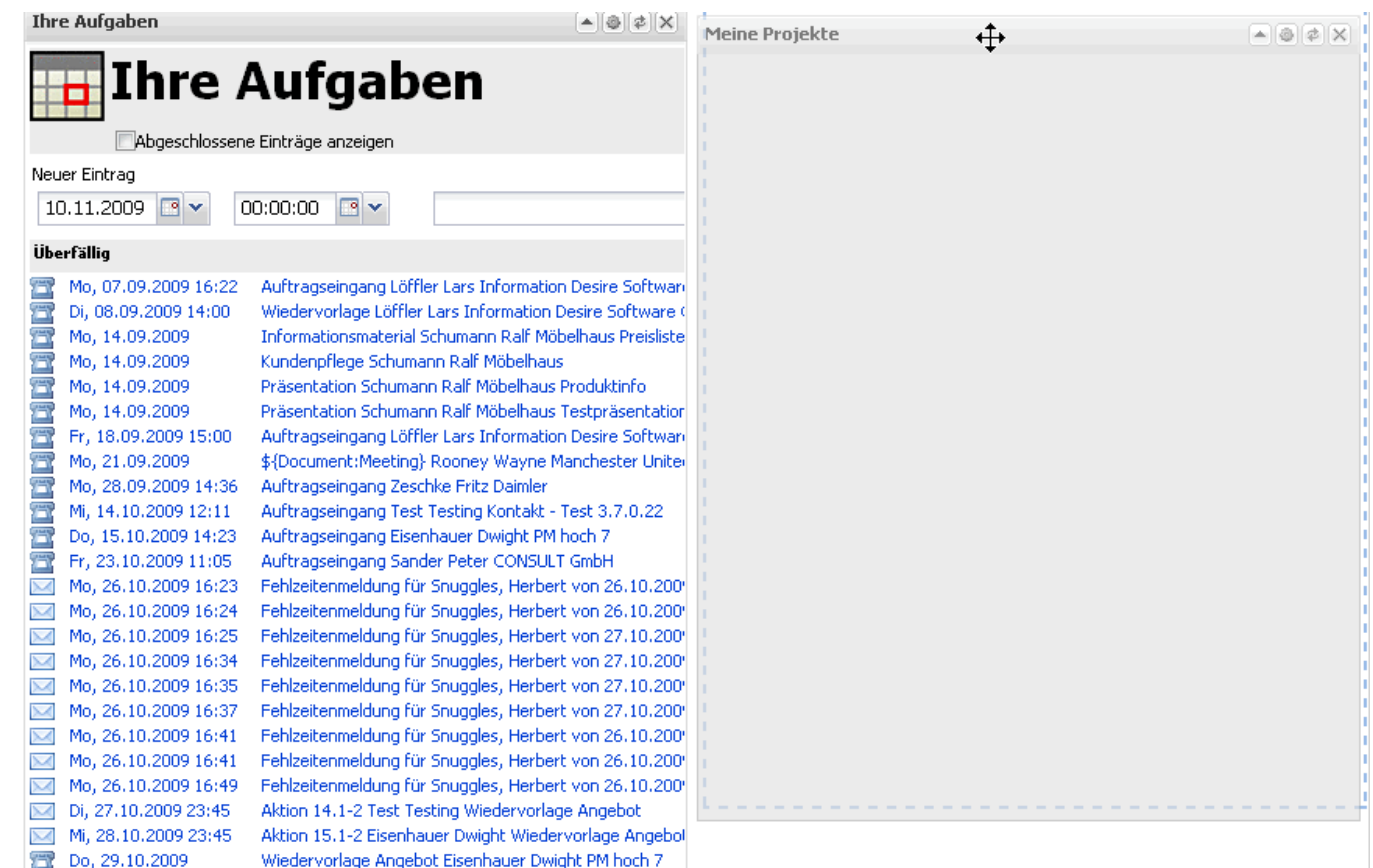 Ihre Aufgaben
Meine Projekte
Ihre Aufgaben
Abgeschlossene Einträge anzeigen
Neuer Eintrag
10.11.2009 00:00:00
Überfällig
Mo, 07.09.2009 16:22 Auftragseingang Löffler Lars Information Desire
Di, 08.09.2009 14:00 Wiedervorlage Löffler Lars Information Desire Software
Mo, 14.09.2009 Informationsmaterial Schumann Ralf Möbelhaus Preisliste
Mo, 14.09.2009 Kundenpflege Schumann Ralf Möbelhaus
Mo, 14.09.2009 Präsentation Schumann Ralf Möbelhaus Produktinfo
Mo, 14.09.2009 Präsentation Schumann Ralf Möbelhaus Testpräsentation
Fr, 18.09.2009 15:00 Auftragseingang Löffler Lars Information Desire
Mo, 21.09.2009 ${Document:Meeting} Rooney Wayne Manchester
Mo, 28.09.2009 14:36 Auftragseingang Zeschke Fritz Daimler
Mi, 14.10.2009 12:11 Auftragseingang Test Testing Kontakt - Test 3.7.0.22
Do, 15.10.2009 14:23 Auftragseingang Eisenhauer Dwight PM hoch 7
Fr, 23.10.2009 11:05 Auftragseingang Sander Peter CONSULT GmbH
Mo, 26.10.2009 16:23 Fehlzeitenmeldung für Snuggles, Herbert von 26.10.200
Mo, 26.10.2009 16:24 Fehlzeitenmeldung für Snuggles, Herbert von 26.10.200
Mo, 26.10.2009 16:25 Fehlzeitenmeldung für Snuggles, Herbert von 27.10.200
Mo, 26.10.2009 16:34 Fehlzeitenmeldung für Snuggles, Herbert von 27.10.200
Mo, 26.10.2009 16:35 Fehlzeitenmeldung für Snuggles, Herbert von 27.10.200
Mo, 26.10.2009 16:37 Fehlzeitenmeldung für Snuggles, Herbert von 27.10.200
Mo, 26.10.2009 16:41 Fehlzeitenmeldung für Snuggles, Herbert von 26.10.200
Mo, 26.10.2009 16:41 Fehlzeitenmeldung für Snuggles, Herbert von 26.10.200
Mo, 26.10.2009 16:49 Fehlzeitenmeldung für Snuggles, Herbert von 26.10.200
Di, 27.10.2009 23:45 Aktion 14.1-2 Test Testing Wiedervorlage Angebot
Mi, 28.10.2009 23:45 Aktion 15.1-2 Eisenhauer Dwight Wiedervorlage Angebot
Do, 29.10.2009 Wiedervorlage Angebot Eisenhauer Dwight PM hoch 7